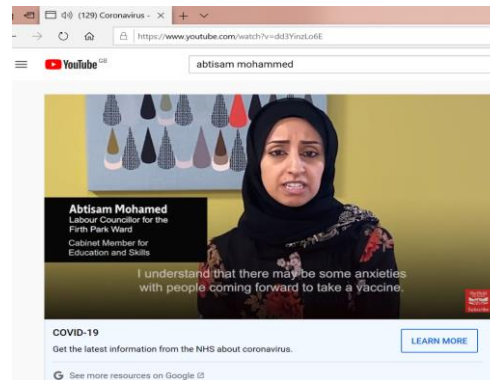 (129) Coronavirus -
https://www.youtube.com/watch?v=dd3YinzLo6E
YouTube GB
abtisam mohammed
Abtisam Mohamed
Labour Councillor for the
Firth Park Ward
Cabinet Member for
Education and Skills
I understand that there may be some anxieties
with people coming forward to take a vaccine.
Subscribe
COVID-19
Get the latest information from the NHS about coronavirus.
LEARN MORE
G See more resources on Google